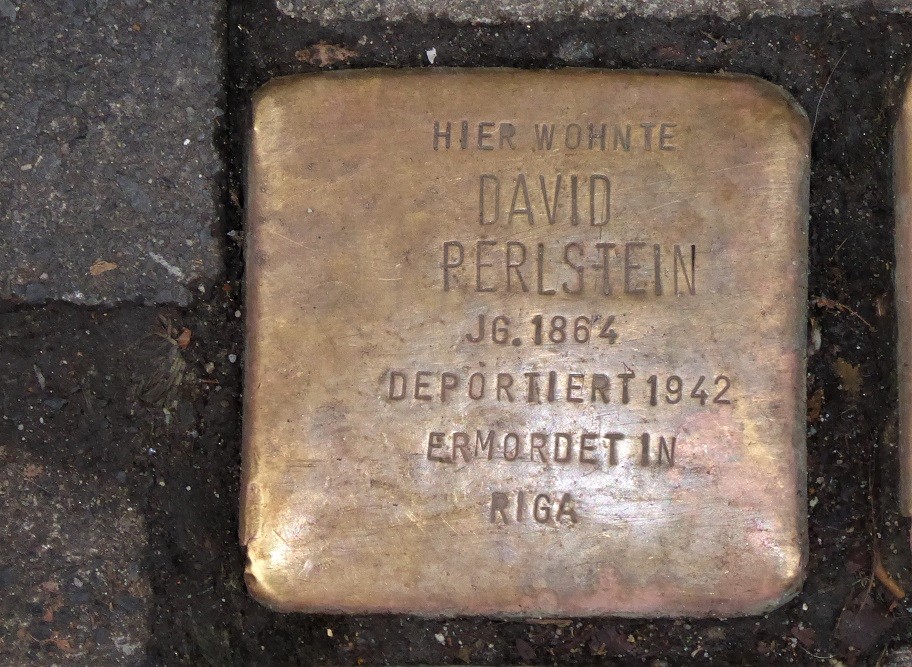 HIER WOHNTE
DAVID
PERLSTEIN
JG. 1864
DEPORTIERT 1942
ERMORDET IN
RIGA